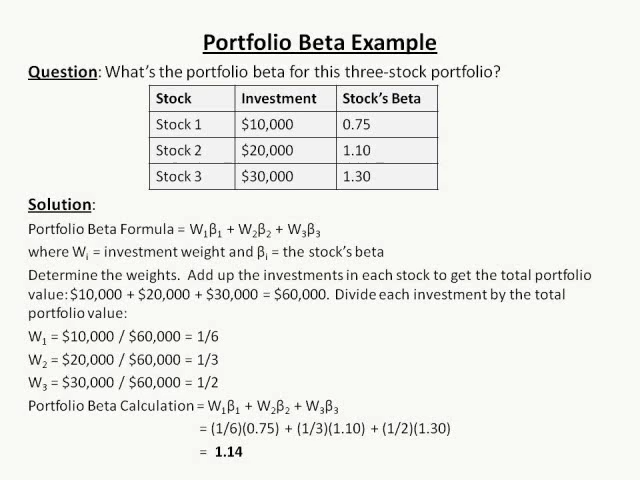 Portfolio Beta Example
Question: What's the portfolio beta for this three-stock portfolio?
Stock Investment Stock's Beta
Stock 1 $10,000 0.75
Stock 2 $20,000 1.10
Stock 3 $30,000 1.30
Solution:
Portfolio Beta Formula = W₁β₁ + W₂β₂ + W₃β₃
where Wᵢ = investment weight and βᵢ = the stock's beta
Determine the weights. Add up the investments in each stock to get the total portfolio
value: $10,000 + $20,000 + $30,000 = $60,000. Divide each investment by the total
portfolio value:
W₁ = $10,000 / $60,000 = 1/6
W₂ = $20,000 / $60,000 = 1/3
W₃ = $30,000 / $60,000 = 1/2
Portfolio Beta Calculation = W₁β₁ + W₂β₂ + W₃β₃
= (1/6)(0.75) + (1/3)(1.10) + (1/2)(1.30)
= 1.14